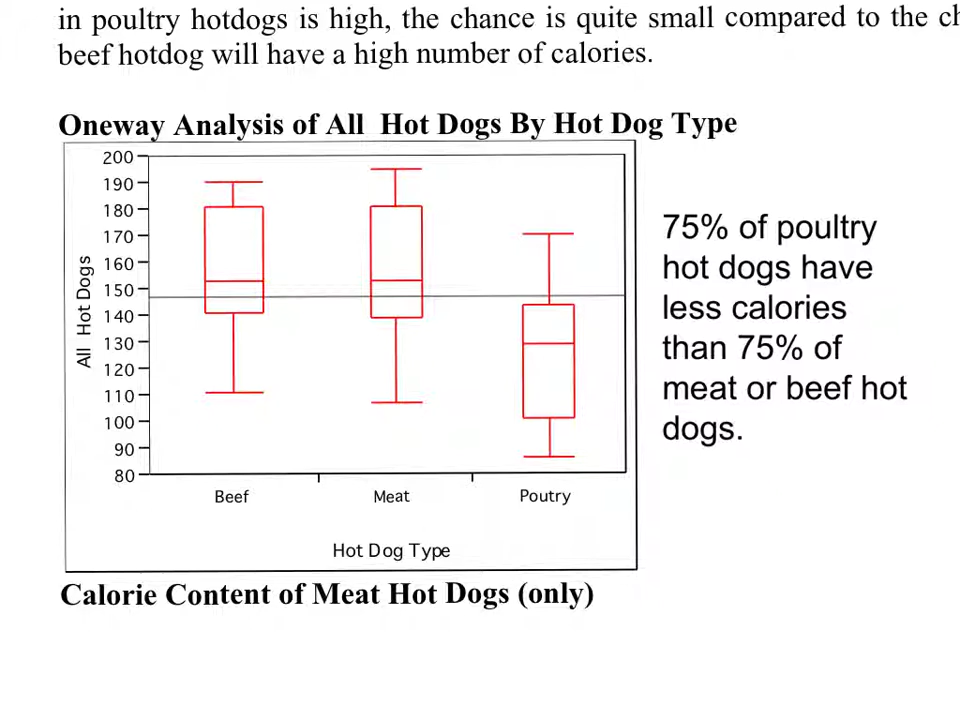 in poultry hotdogs is high, the chance is quite small compared to the
beef hotdog will have a high number of calories.
Oneway Analysis of All Hot Dogs By Hot Dog Type
200
190
180
170
160
150
140
130
120
110
100
90
80
All Hot Dogs
Beef Meat Poutry
Hot Dog Type
75% of poultry
hot dogs have
less calories
than 75% of
meat or beef hot
dogs.
Calorie Content of Meat Hot Dogs (only)